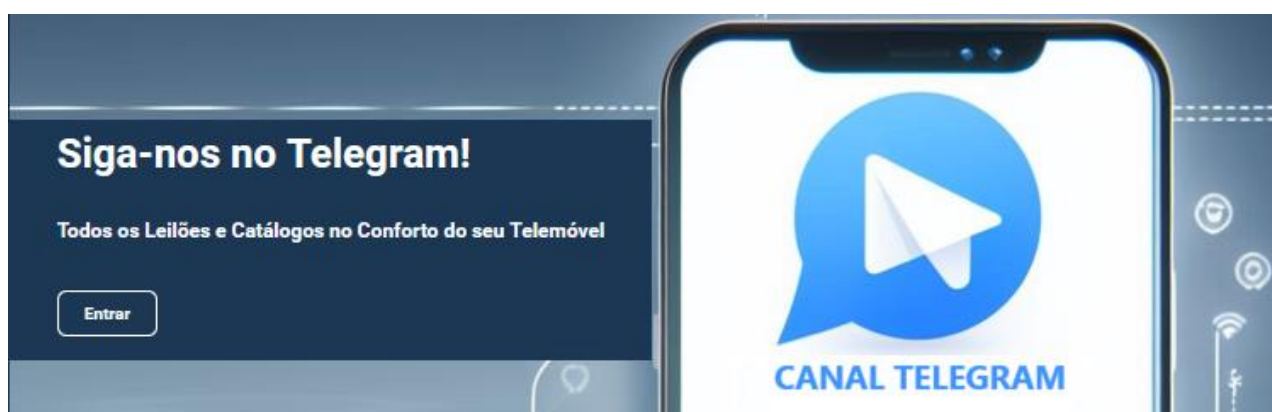 Siga-nos no Telegram!
Todos os Leilões e Catálogos no Conforto do seu Telemóvel
Entrar
CANAL TELEGRAM